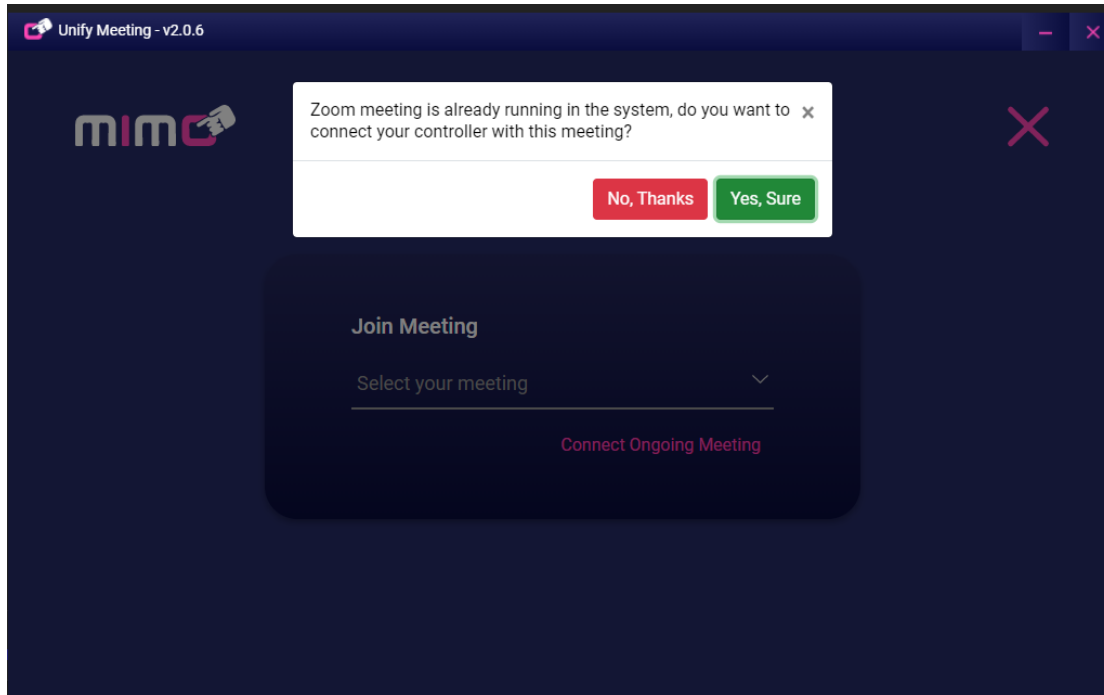 Unify Meeting - v2.0.6
mimo
Zoom meeting is already running in the system, do you want to
connect your controller with this meeting?
No, Thanks
Yes, Sure
Join Meeting
Select your meeting
Connect Ongoing Meeting